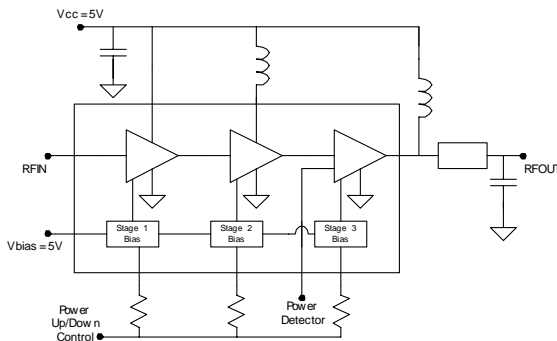 Vcc=5V
RFIN
RFOUT
Stage 1
Bias
Stage 2
Bias
Stage 3
Bias
Vbias=5V
Power
Up/Down
Control
Power
Detector